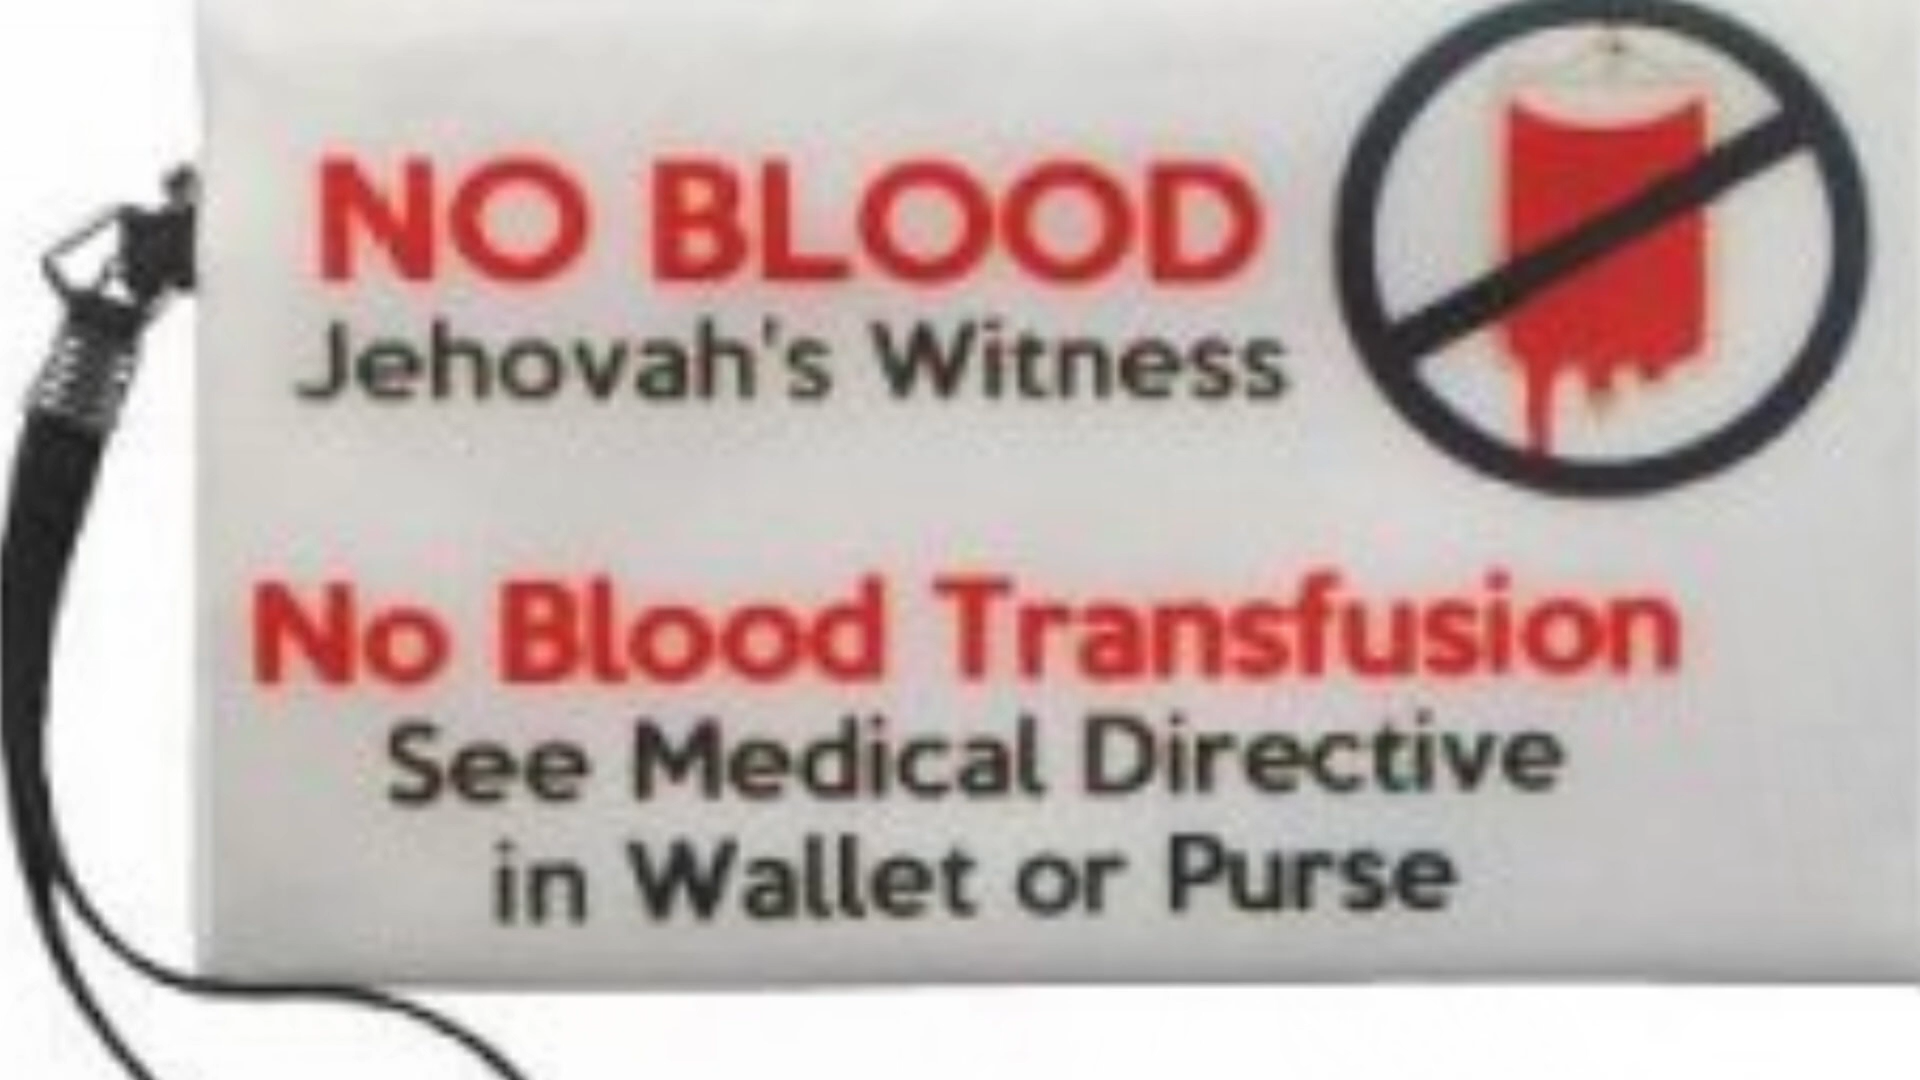 NO BLOOD
Jehovah's Witness
No Blood Transfusion
See Medical Directive
in Wallet or Purse